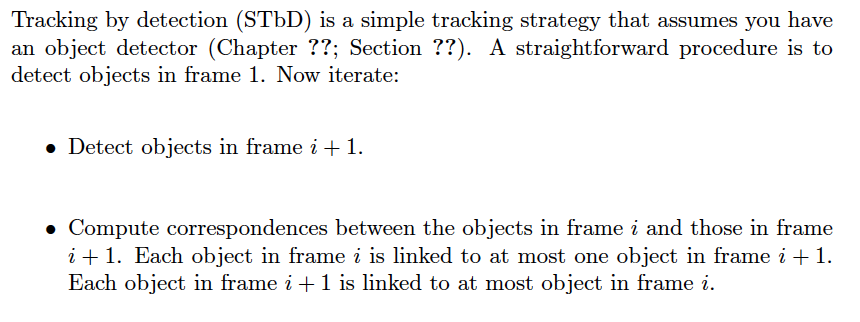 Tracking by detection (STbD) is a simple tracking strategy that assumes you have
an object detector (Chapter ??; Section ??). A straightforward procedure is to
detect objects in frame 1. Now iterate:
• Detect objects in frame i + 1.
• Compute correspondences between the objects in frame i and those in frame
i + 1. Each object in frame i is linked to at most one object in frame i + 1.
Each object in frame i + 1 is linked to at most object in frame i.